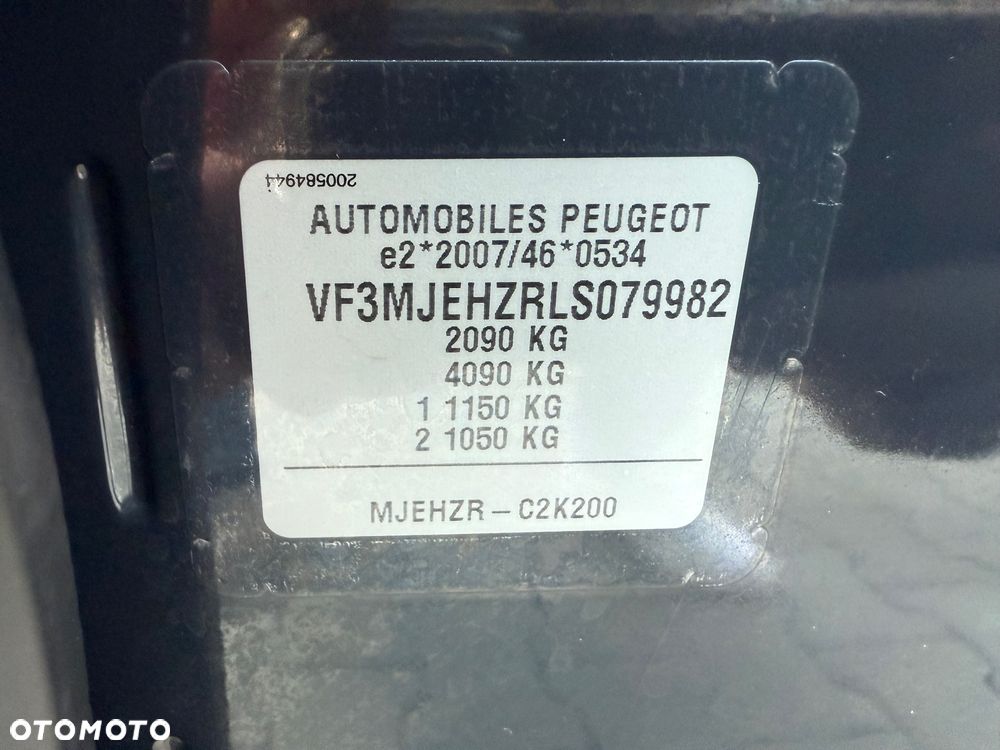 200584944
AUTOMOBILES PEUGEOT
e2*2007/46*0534
VF3MJEHZRLS079982
2090 KG
4090 KG
1 1150 KG
2 1050 KG
MJEHZR – C2K200
OTOMOTO